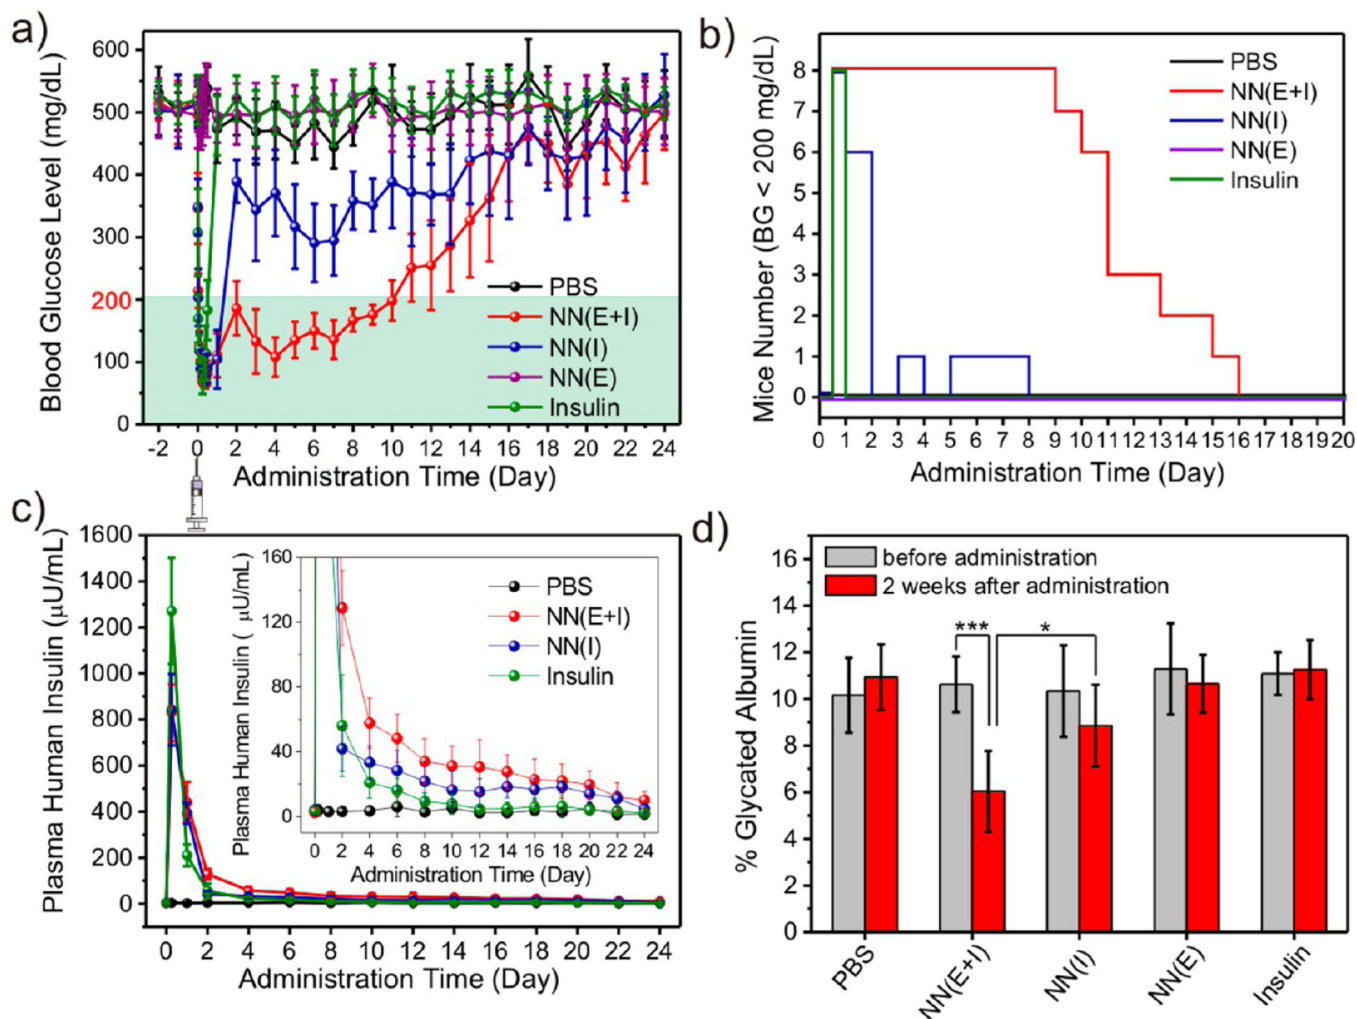 a)
Blood Glucose Level (mg/dL)
600
500
400
300
200
100
0
PBS
NN(E+I)
NN(I)
NN(E)
Insulin
-2 0 2 4 6 8 10 12 14 16 18 20 22 24
Administration Time (Day)
b)
Mice Number (BG < 200 mg/dL)
8
7
6
3
2
1
0
PBS
NN(E+I)
NN(I)
NN(E)
Insulin
0 1 2 3 4 5 6 7 8 9 10 11 12 13 14 15 16 17 18 19 20
Administration Time (Day)
c)
Plasma Human Insulin (μU/mL)
1600
1400
1200
1000
800
600
400
200
0
0 2 4 6 8 10 12 14 16 18 20 22 24
Administration Time (Day)
Plasma Human Insulin ( μU/mL)
160
120
80
40
0
PBS
NN(E+I)
NN(I)
Insulin
0 2 4 6 8 10 12 14 16 18 20 22 24
Administration Time (Day)
d)
% Glycated Albumin
16
14
12
10
8
6
4
2
0
before administration
2 weeks after administration
***
*
PBS
NN(E+I)
NN(I)
NN(E)
Insulin